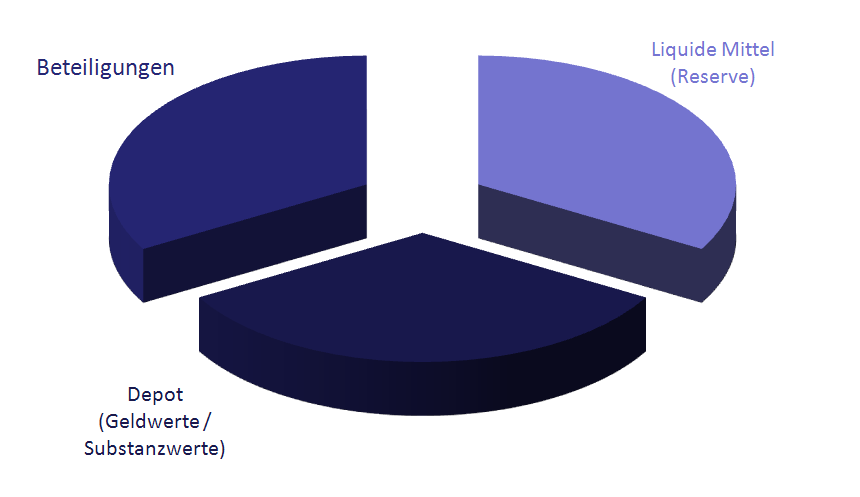 Beteiligungen
Liquide Mittel
(Reserve)
Depot
(Geldwerte /
Substanzwerte)